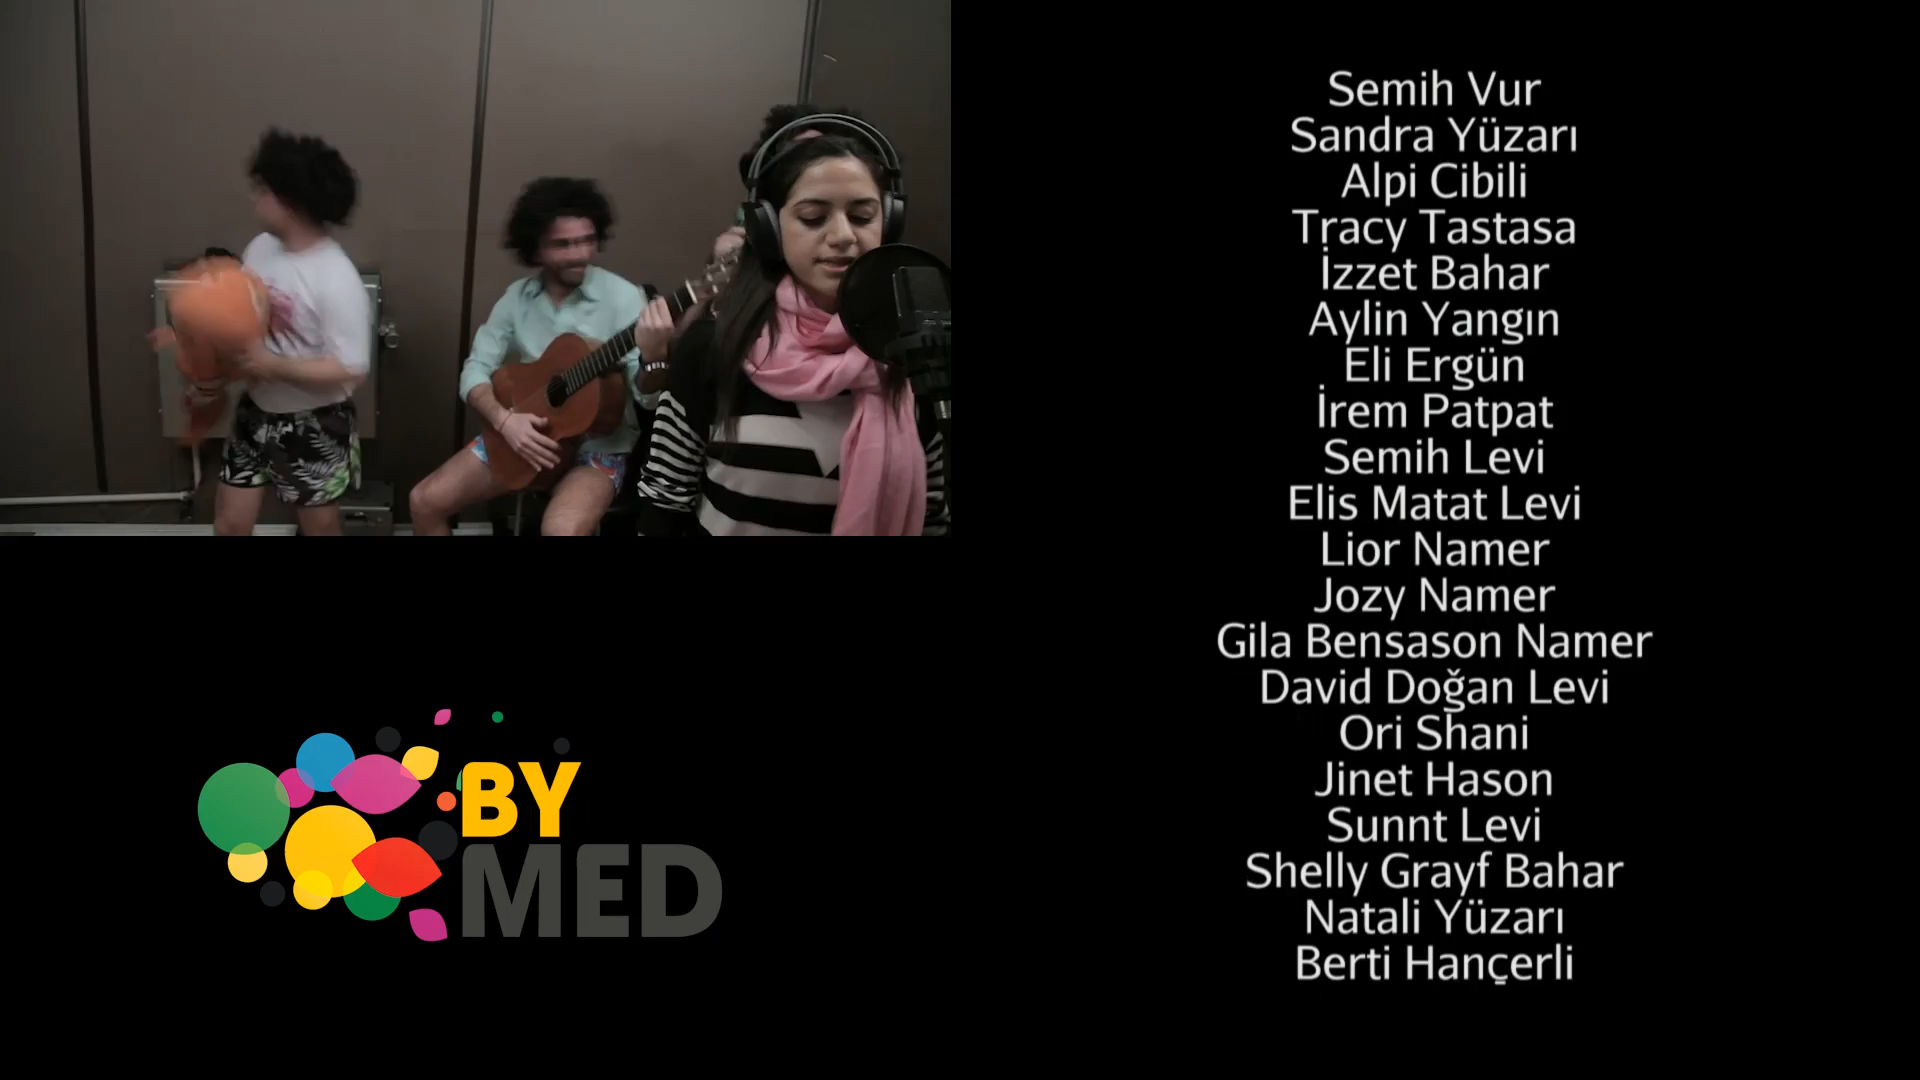 Semih Vur
Sandra Yüzarı
Alpi Cibili
Tracy Tastasa
İzzet Bahar
Aylin Yangın
Eli Ergün
İrem Patpat
Semih Levi
Elis Matat Levi
Lior Namer
Jozy Namer
Gila Bensason Namer
David Doğan Levi
Ori Shani
Jinet Hason
Sunnt Levi
Shelly Grayf Bahar
Natali Yüzarı
Berti Hançerli
BY
MED